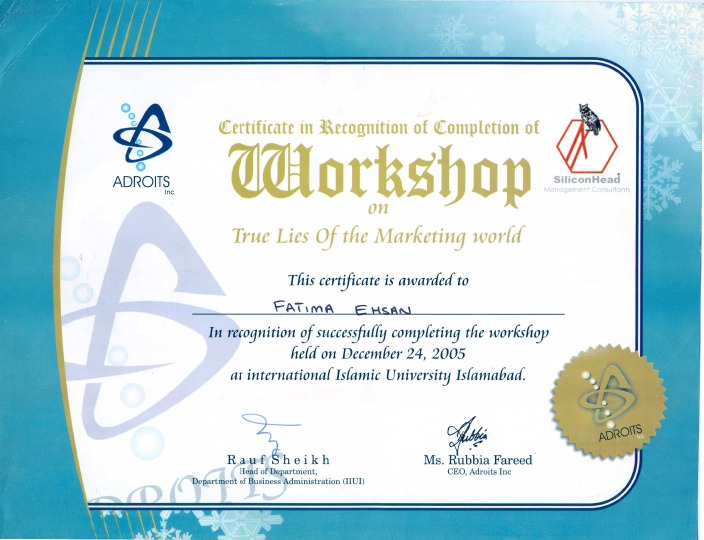 ADROITS
Inc
Certificate in Recognition of Completion of
Workshop
on
True Lies Of the Marketing world
SiliconHead
Management Consultants
This certificate is awarded to
FATIMA EHSAN
In recognition of successfully completing the workshop
held on December 24, 2005
at international Islamic University Islamabad.
ADROITS
Rauf Sheikh
Head of Department,
Department of Business Administration (IIUI)
Rubbia
Ms. Rubbia Fareed
CEO, Adroits Inc
ADROITS